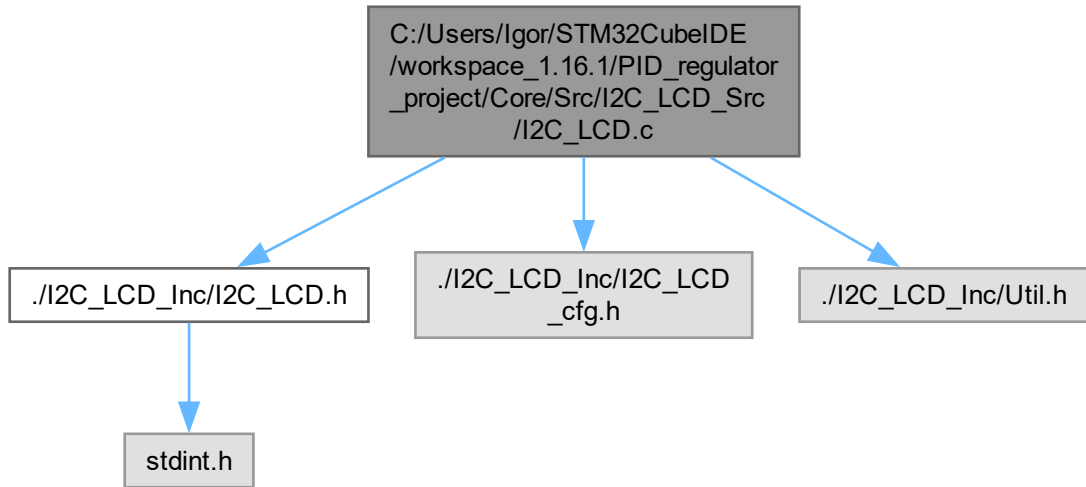 C:/Users/Igor/STM32CubeIDE
/workspace_1.16.1/PID_regulator
_project/Core/Src/I2C_LCD_Src
/I2C_LCD.c
./I2C_LCD_Inc/I2C_LCD.h
./I2C_LCD_Inc/I2C_LCD
_cfg.h
./I2C_LCD_Inc/Util.h
stdint.h